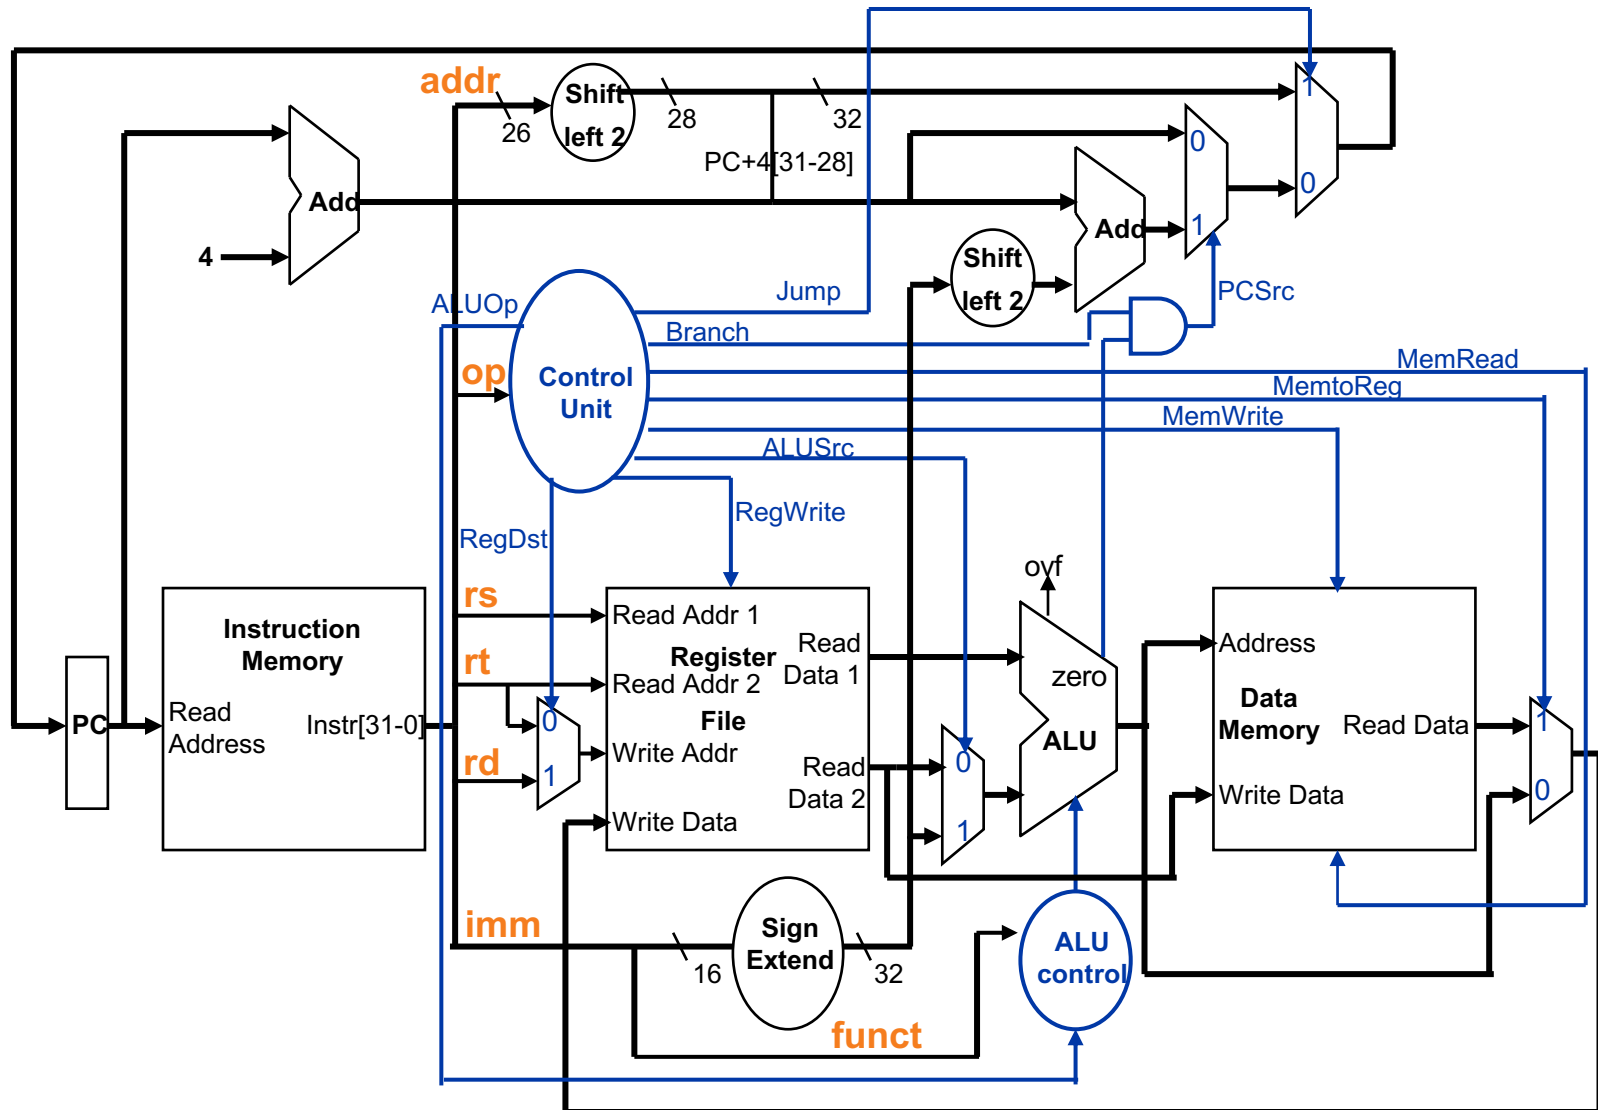 addr
26
Shift
left 2
28
32
1
PC+4[31-28]
0
0
Add
Add
1
4
Shift
left 2
ALUOp
Jump
PCSrc
Branch
MemRead
op
Control
Unit
MemtoReg
MemWrite
ALUSrc
RegWrite
RegDst
ovf
rs
Read Addr 1
Instruction
Memory
Read
Data 1
Address
rt
Register
Read Addr 2
zero
PC
Read
Address
Instr[31-0]
0
File
Data
Memory
Read Data
1
ALU
Write Addr
rd
1
Read
Data 2
0
Write Data
0
Write Data
1
imm
16
Sign
Extend
32
ALU
control
funct